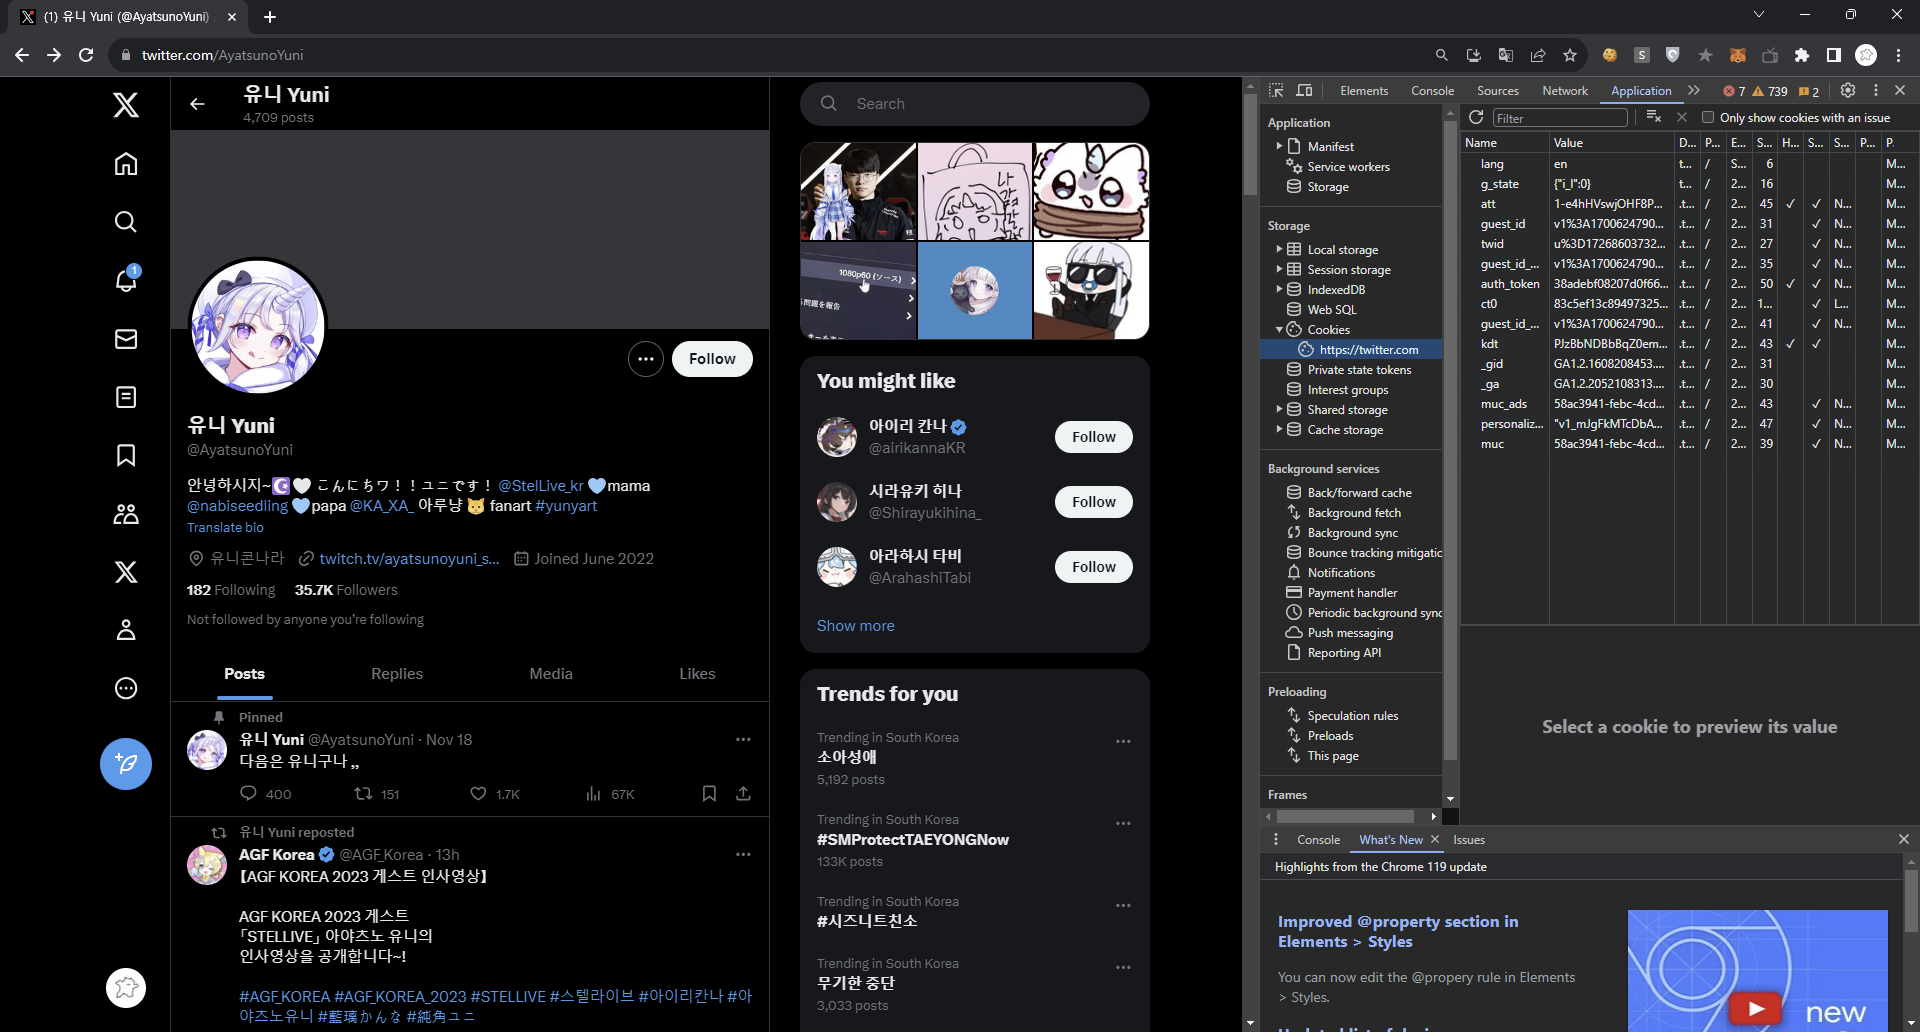 (1) 유니 Yuni (@AyatsunoYuni)
twitter.com/AyatsunoYuni
유니 Yuni
4,709 posts
1
Follow
유니 Yuni
@AyatsunoYuni
안녕하시지~☪️🤍 こんにちワ！！ユニです！ @StelLive_kr 🩵mama
@nabiseedling 🩵papa @KA_XA_ 아루냥 🐱 fanart #yunyart
Translate bio
유니콘나라 twitch.tv/ayatsunoyuni_s... Joined June 2022
182 Following 35.7K Followers
Not followed by anyone you're following
Posts Replies Media Likes
Pinned
유니 Yuni @AyatsunoYuni · Nov 18
다음은 유니구나 ,,
400 151 1.7K 67K
유니 Yuni reposted
AGF Korea @AGF_Korea · 13h
【AGF KOREA 2023 게스트 인사영상】
AGF KOREA 2023 게스트
「STELLIVE」 아야츠노 유니의
인사영상을 공개합니다~!
#AGF_KOREA #AGF_KOREA_2023 #STELLIVE #스텔라이브 #아이리칸나 #아
야츠노유니 #藍璃かんな #純角ユニ
Search
1080p60 (ソース)
問題を報告
You might like
아이리 칸나
@airikannaKR
Follow
시라유키 히나
@Shirayukihina_
Follow
아라하시 타비
@ArahashiTabi
Follow
Show more
Trends for you
Trending in South Korea
소아성애
5,192 posts
Trending in South Korea
#SMProtectTAEYONGNow
133K posts
Trending in South Korea
#시즈니트친소
Trending in South Korea
무기한 중단
3,033 posts
Elements Console Sources Network Application 7 739 2
Application
Manifest
Service workers
Storage
Storage
Local storage
Session storage
IndexedDB
Web SQL
Cookies
https://twitter.com
Private state tokens
Interest groups
Shared storage
Cache storage
Background services
Back/forward cache
Background fetch
Background sync
Bounce tracking mitigatio
Notifications
Payment handler
Periodic background sync
Push messaging
Reporting API
Preloading
Speculation rules
Preloads
This page
Frames
Filter Only show cookies with an issue
Name Value D... P... E... S... H... S... S... P... P.
lang en t... / S... 6 M...
g_state {"i_l":0} t... / 2... 16 M...
att 1-e4hHVswjOHF8P... .t... / 2... 45 ✓ ✓ N... M...
guest_id v1%3A1700624790... .t... / 2... 31 ✓ N... M...
twid u%3D17268603732... .t... / 2... 27 ✓ N... M...
guest_id_... v1%3A1700624790... .t... / 2... 35 ✓ N... M...
auth_token 38adebf08207d0f66... .t... / 2... 50 ✓ ✓ N... M...
ct0 83c5ef13c89497325... .t... / 2... 1... ✓ L... M...
guest_id_... v1%3A1700624790... .t... / 2... 41 ✓ N... M...
kdt PJzBbNDBbBqZ0em... .t... / 2... 43 ✓ ✓ M...
_gid GA1.2.1608208453.... .t... / 2... 31 M...
_ga GA1.2.2052108313.... .t... / 2... 30 M...
muc_ads 58ac3941-febc-4cd... .t... / 2... 43 ✓ N... M...
personaliz... "v1_mJgFkMTcDbA... .t... / 2... 47 ✓ N... M...
muc 58ac3941-febc-4cd... .t... / 2... 39 ✓ N... M...
Select a cookie to preview its value
Console What's New Issues
Highlights from the Chrome 119 update
Improved @property section in
Elements > Styles
You can now edit the @propery rule in Elements
> Styles.
new